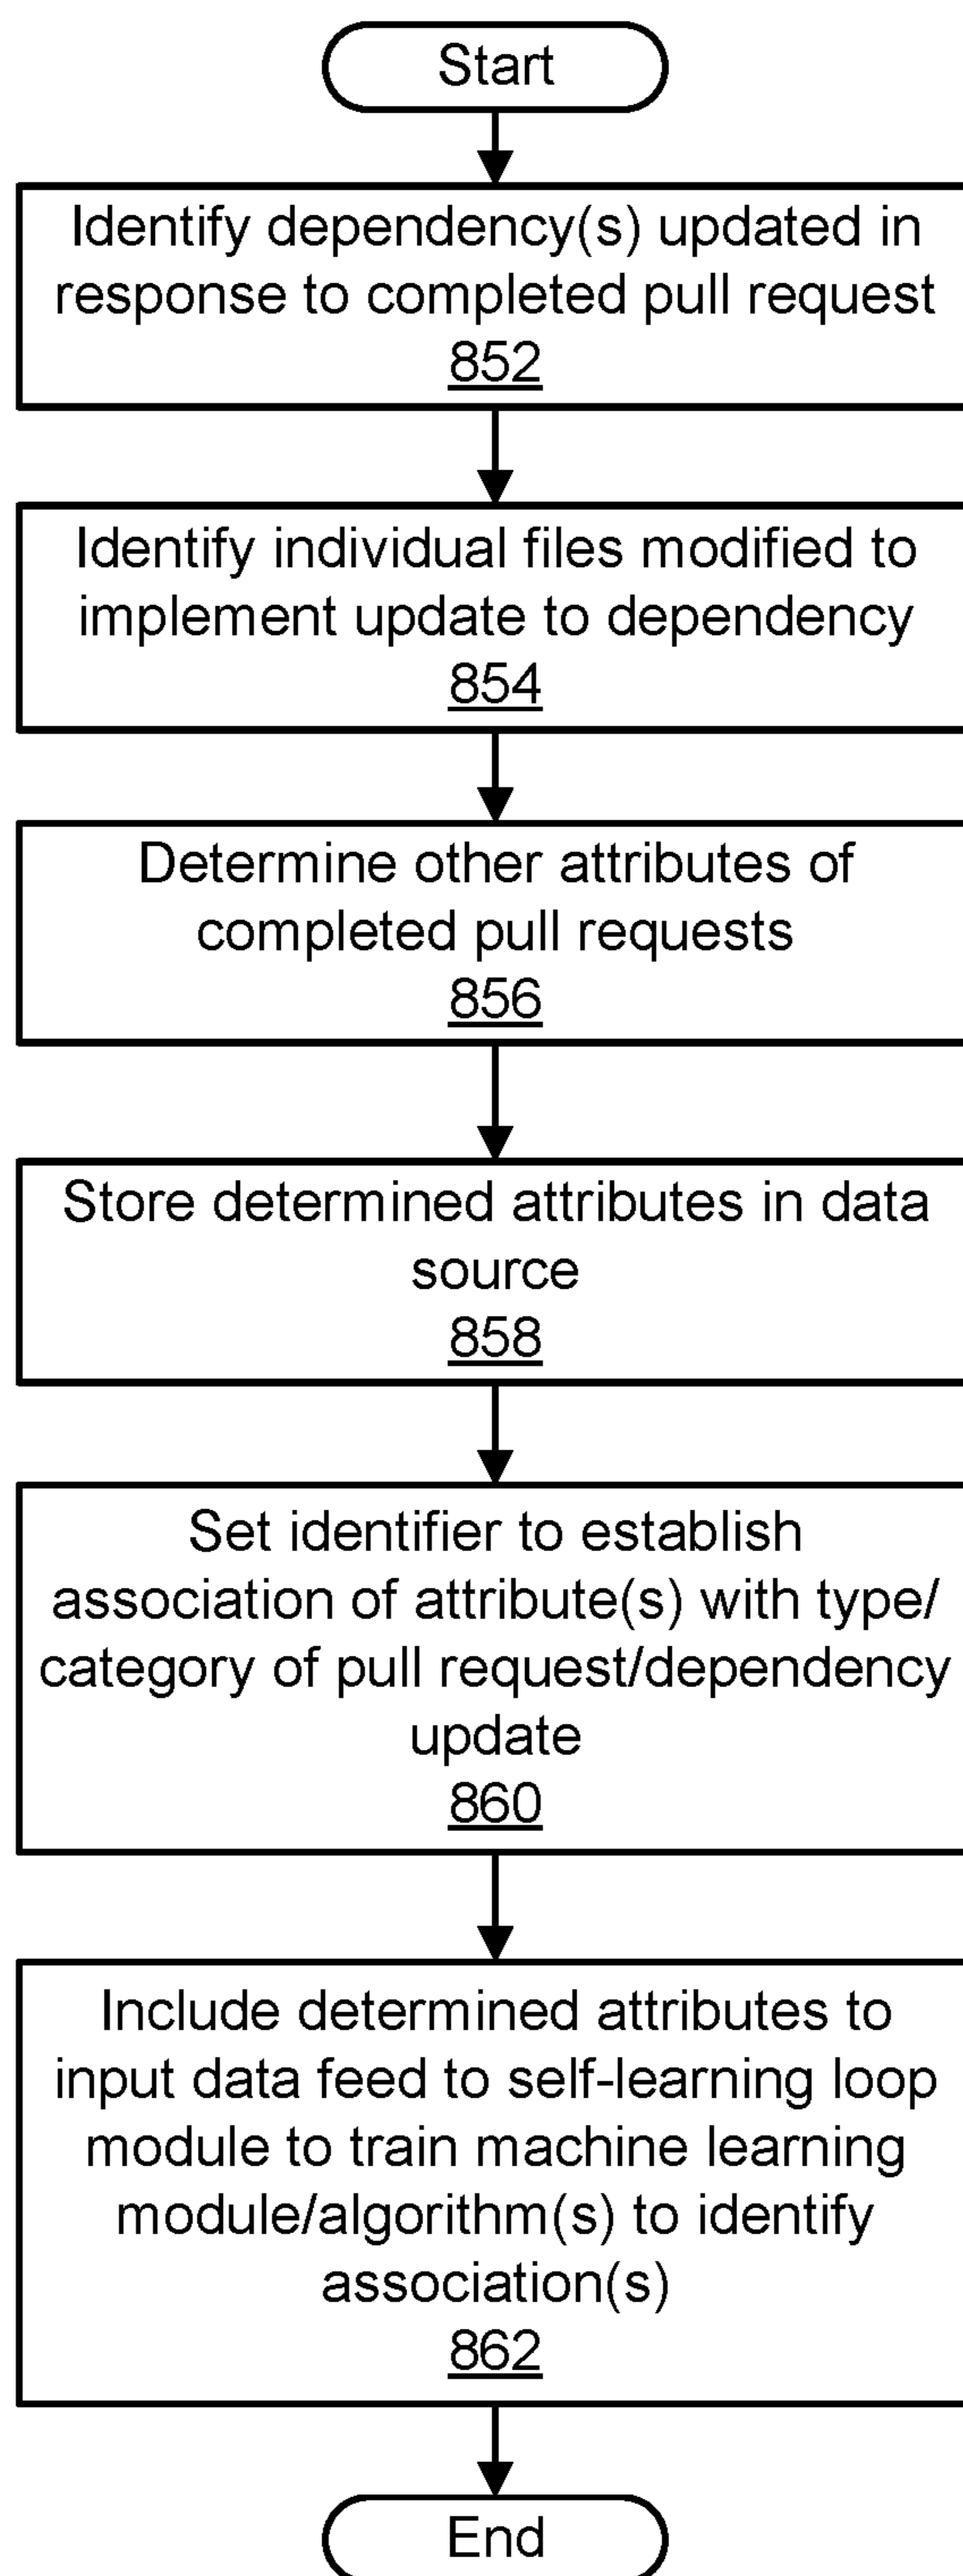 Start
Identify dependency(s) updated in
response to completed pull request
852
Identify individual files modified to
implement update to dependency
854
Determine other attributes of
completed pull requests
856
Store determined attributes in data
source
858
Set identifier to establish
association of attribute(s) with type/
category of pull request/dependency
update
860
Include determined attributes to
input data feed to self-learning loop
module to train machine learning
module/algorithm(s) to identify
association(s)
862
End